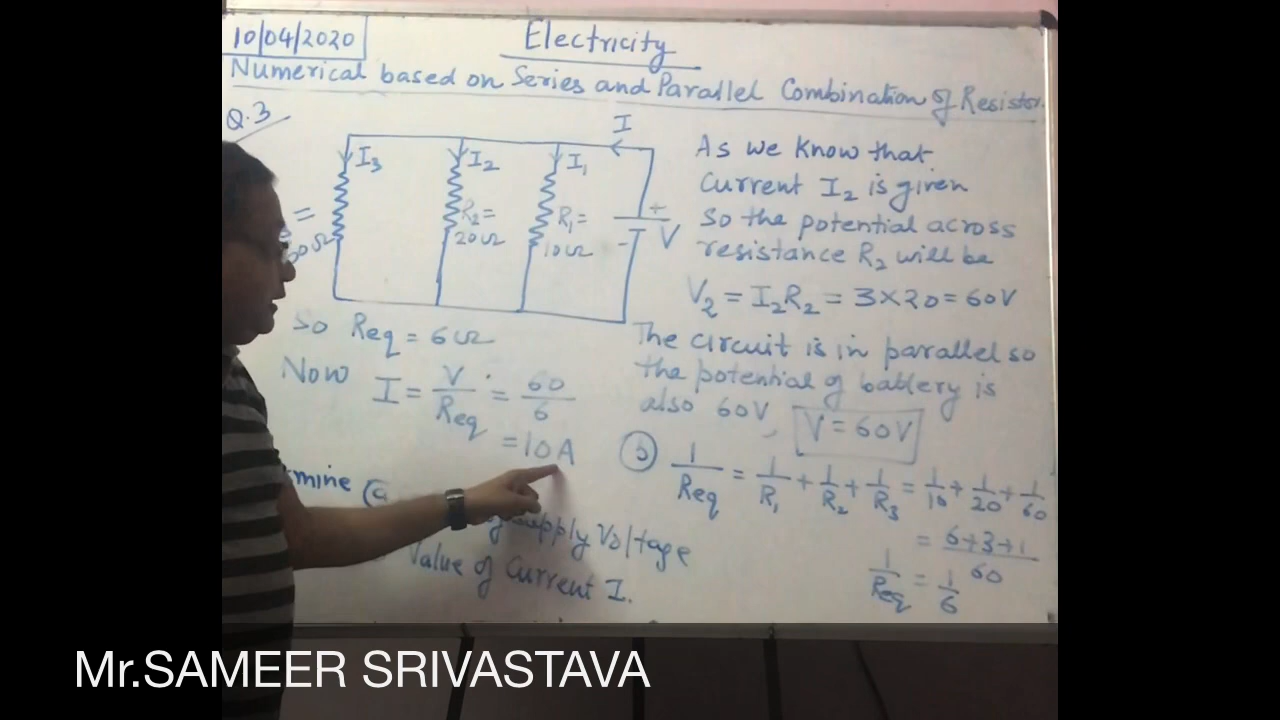 10/04/2020
Electricity
Numerical based on Series and Parallel Combination of Resistor.
Q.3
I
I3
I2
I1
=
0Ω
R2=
20Ω
R1=
10Ω
+
-
V
So Req = 6Ω
Now I = V/Req = 60/6
=10A
mine (a
of supply Voltage
Value of Current I.
As we know that
Current I2 is given
So the potential across
resistance R2 will be
V2 = I2R2 = 3×20=60V
The circuit is in parallel so
the potential of battery is
also 60V, V=60V
(b) 1/Req = 1/R1 + 1/R2 + 1/R3 = 1/10 + 1/20 + 1/60
= 6+3+1/60
1/Req = 1/6
Mr.SAMEER SRIVASTAVA